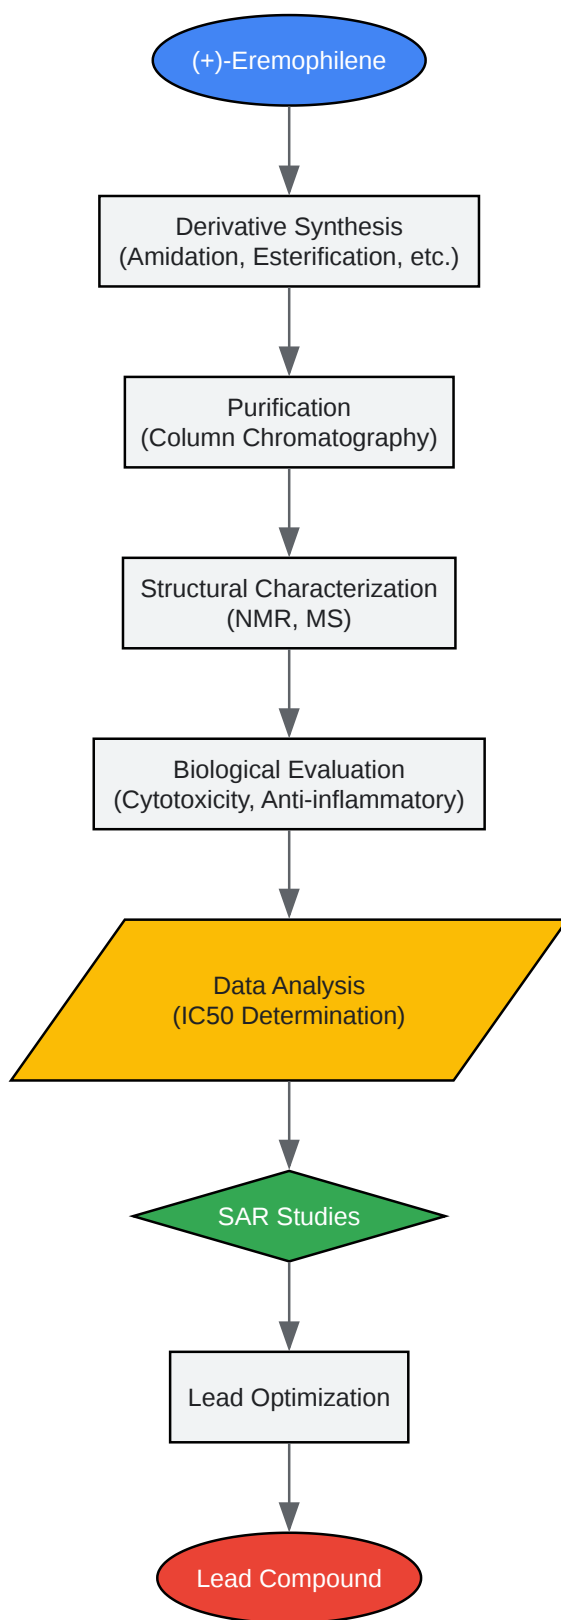 (+)-Eremophilene
Derivative Synthesis
(Amidation, Esterification, etc.)
Purification
(Column Chromatography)
Structural Characterization
(NMR, MS)
Biological Evaluation
(Cytotoxicity, Anti-inflammatory)
Data Analysis
(IC50 Determination)
SAR Studies
Lead Optimization
Lead Compound